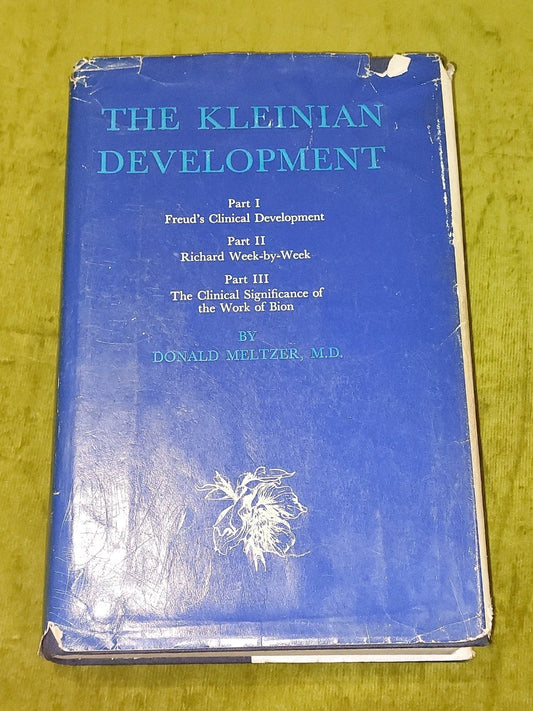 THE KLEINIAN
DEVELOPMENT
Part I
Freud's Clinical Development
Part II
Richard Week-by-Week
Part III
The Clinical Significance of
the Work of Bion
BY
DONALD MELTZER, M.D.